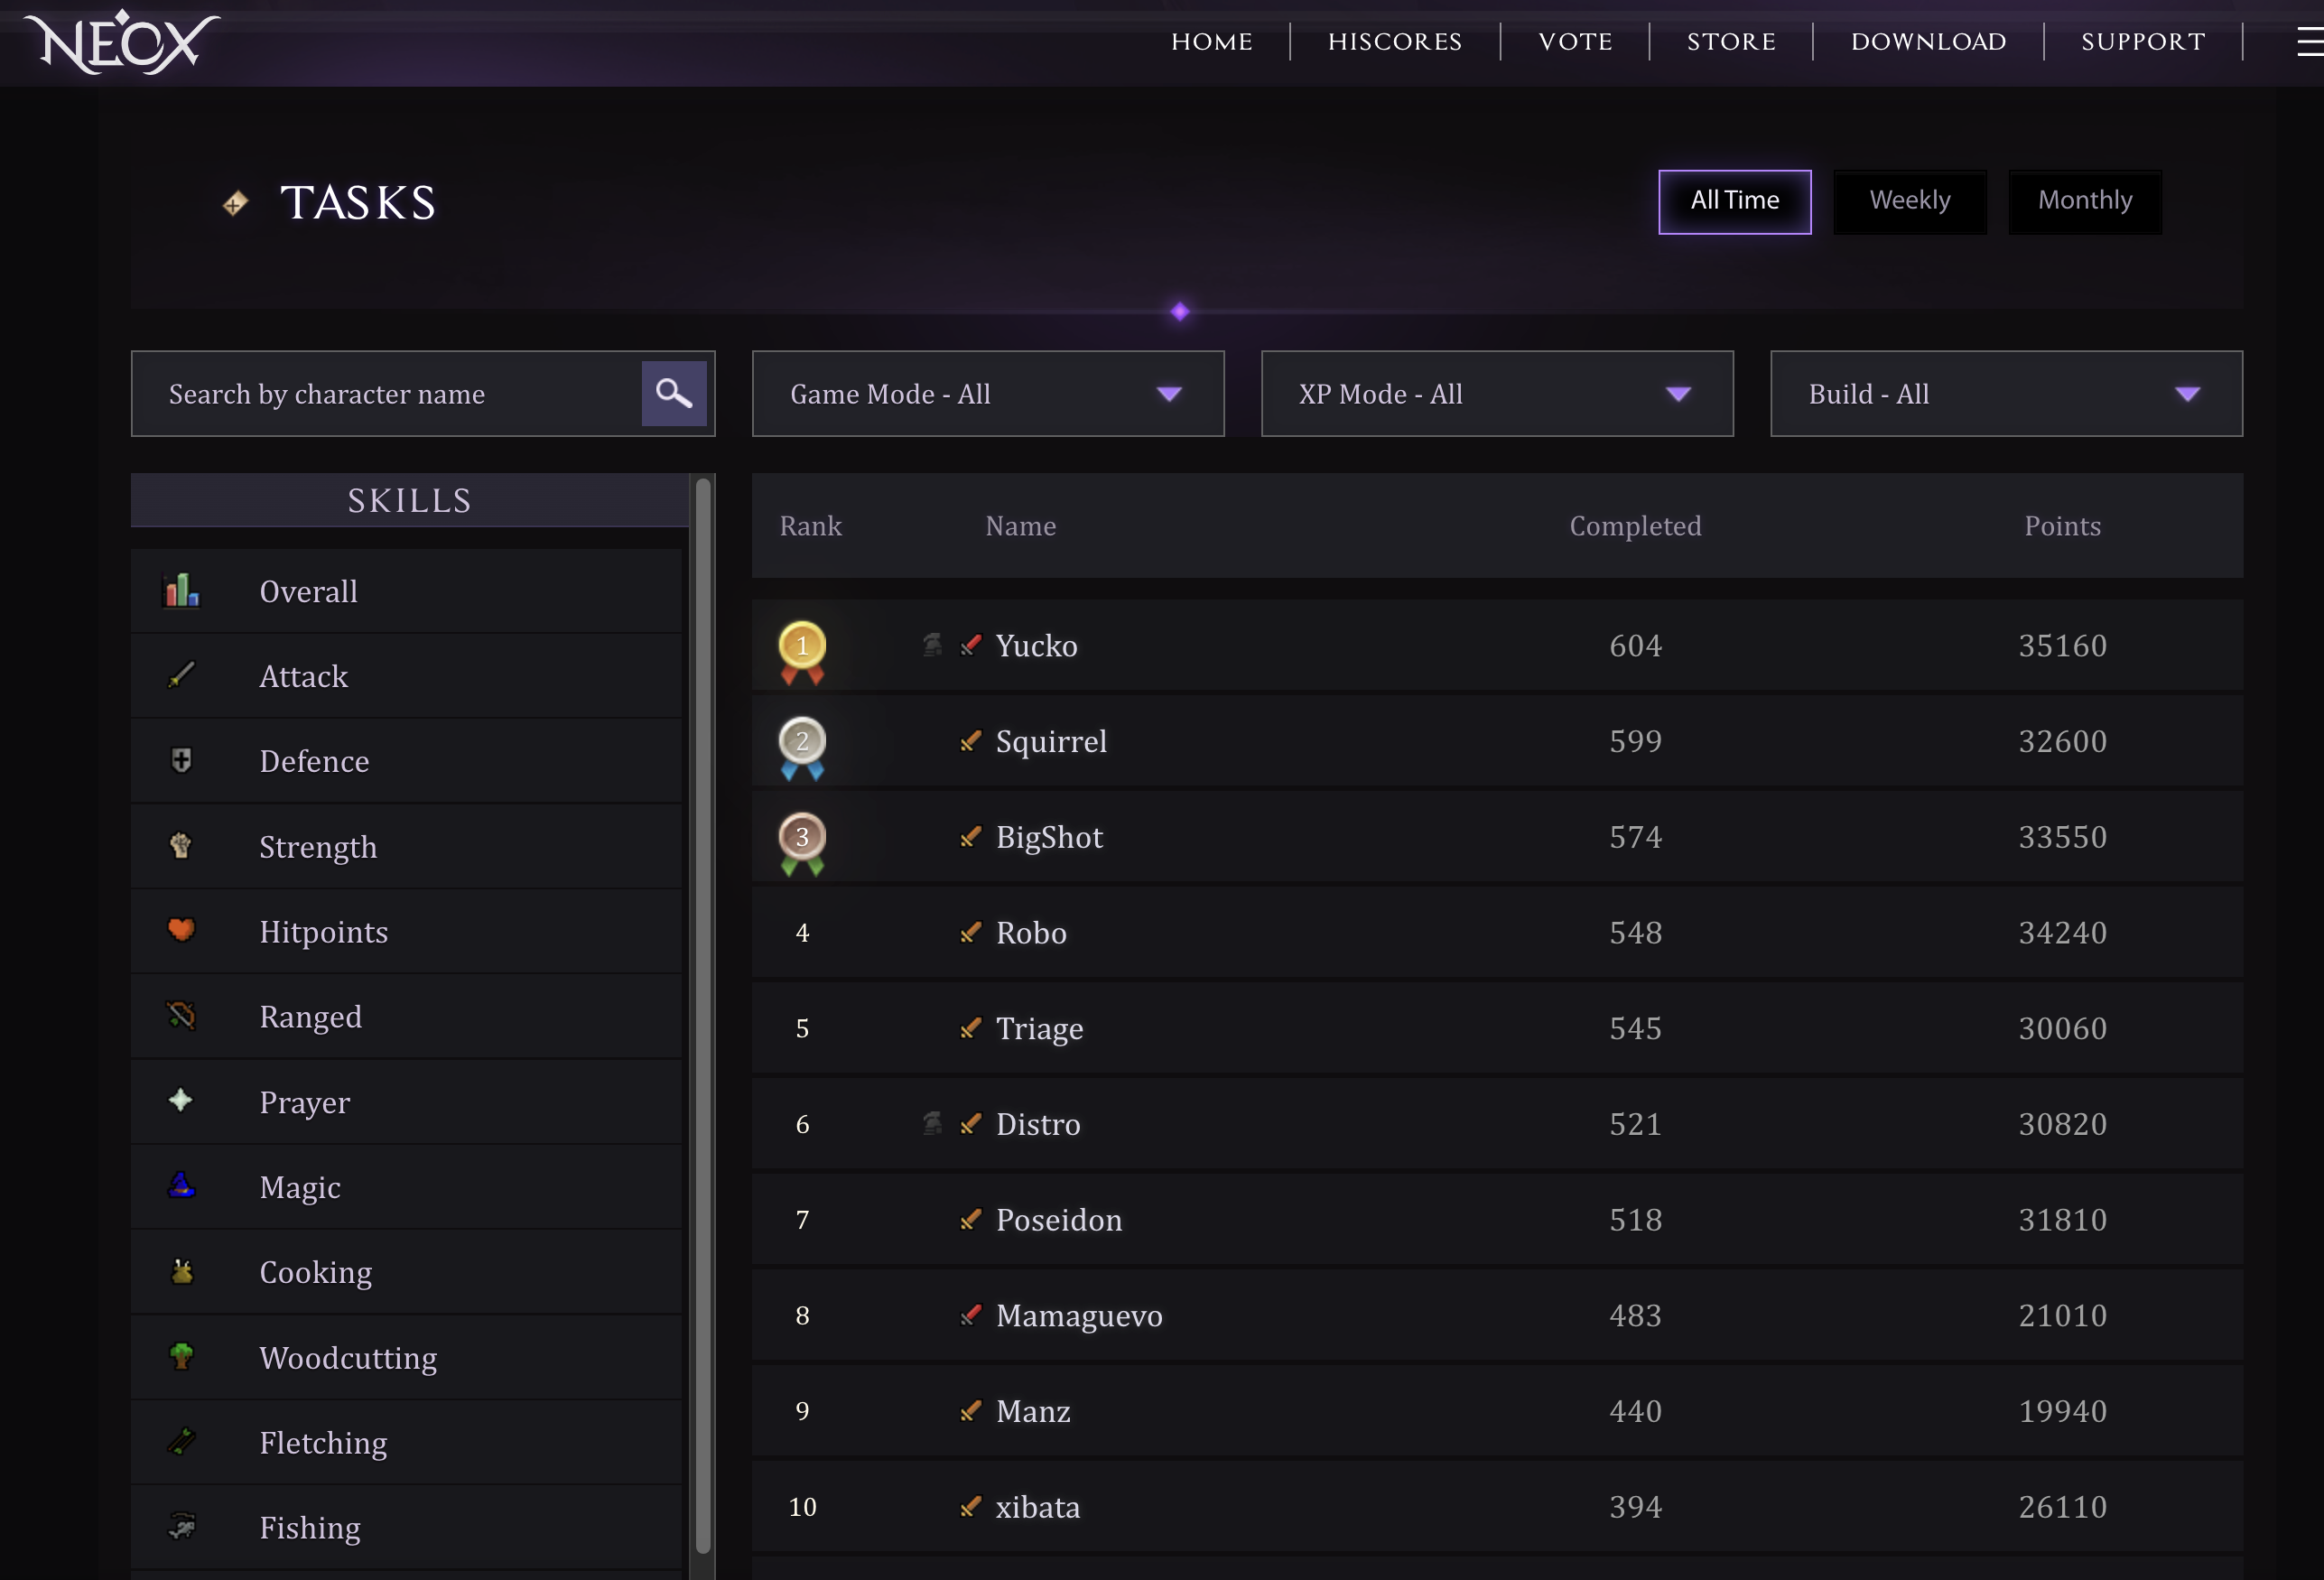 NEOX
HOME
HISCORES
VOTE
STORE
DOWNLOAD
SUPPORT
TASKS
All Time
Weekly
Monthly
Search by character name
Game Mode - All
XP Mode - All
Build - All
SKILLS
Overall
Attack
Defence
Strength
Hitpoints
Ranged
Prayer
Magic
Cooking
Woodcutting
Fletching
Fishing
Rank Name Completed Points
1 Yucko 604 35160
2 Squirrel 599 32600
3 BigShot 574 33550
4 Robo 548 34240
5 Triage 545 30060
6 Distro 521 30820
7 Poseidon 518 31810
8 Mamaguevo 483 21010
9 Manz 440 19940
10 xibata 394 26110